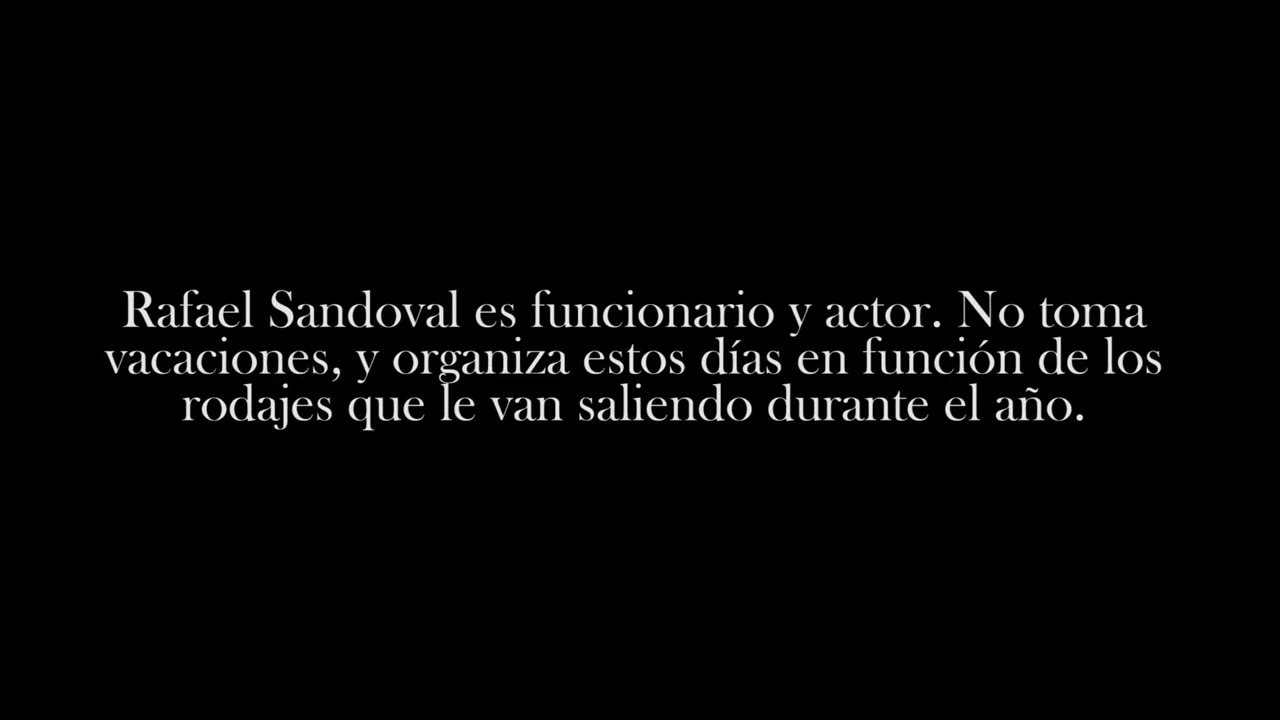 Rafael Sandoval es funcionario y actor. No toma
vacaciones, y organiza estos días en función de los
rodajes que le van saliendo durante el año.